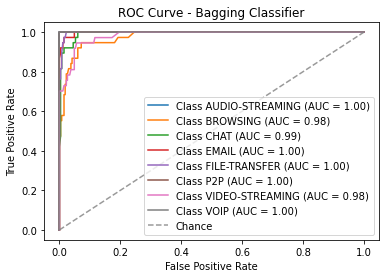 ROC Curve - Bagging Classifier
True Positive Rate
1.0
0.8
0.6
0.4
0.2
0.0
Class AUDIO-STREAMING (AUC = 1.00)
Class BROWSING (AUC = 0.98)
Class CHAT (AUC = 0.99)
Class EMAIL (AUC = 1.00)
Class FILE-TRANSFER (AUC = 1.00)
Class P2P (AUC = 1.00)
Class VIDEO-STREAMING (AUC = 0.98)
Class VOIP (AUC = 1.00)
Chance
0.0 0.2 0.4 0.6 0.8 1.0
False Positive Rate